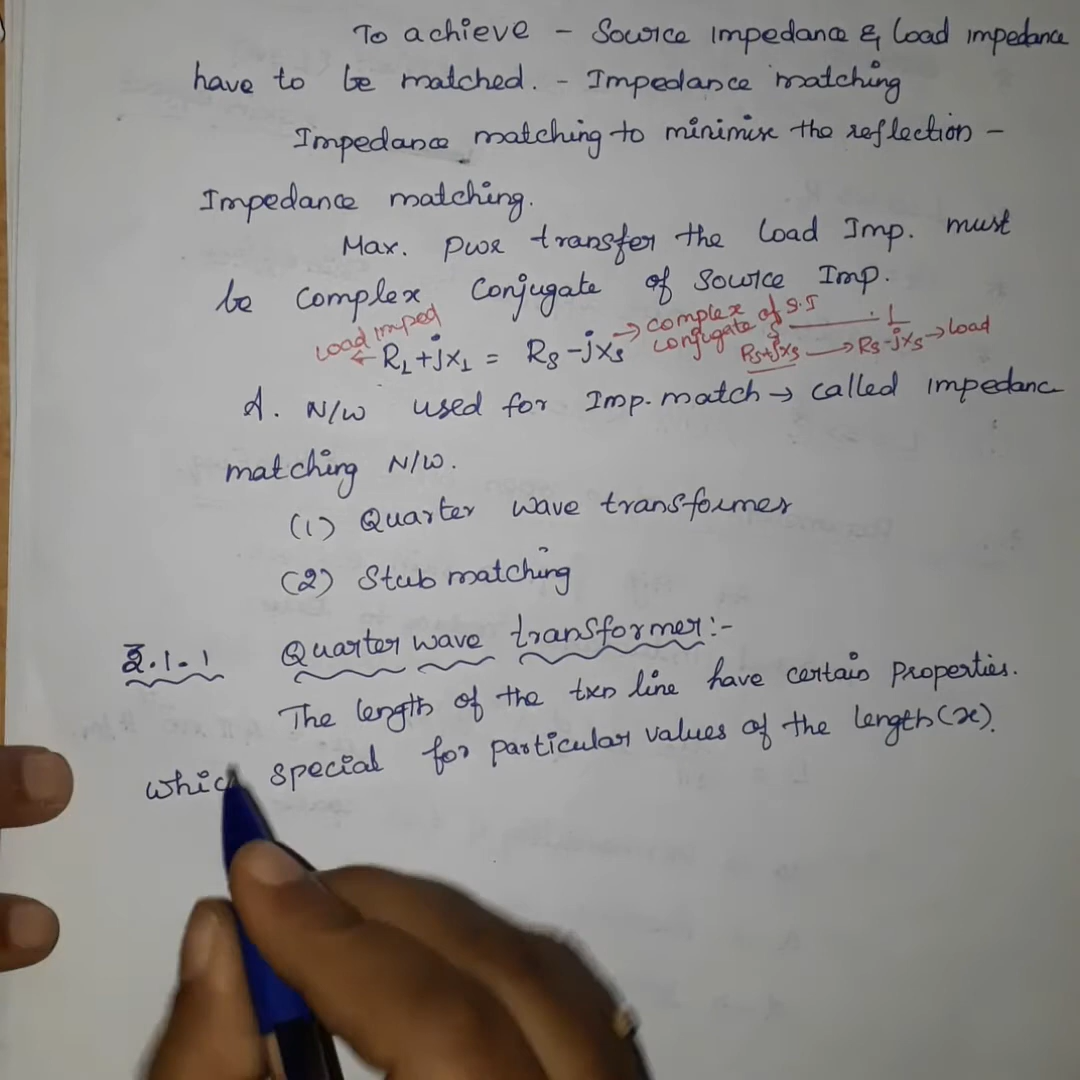 To achieve - Source impedance & load impedance
have to be matched. - Impedance matching
Impedance matching to minimise the reflection -
Impedance matching.
Max. pwr transfer the load Imp. must
be complex Conjugate of source Imp.
load imped ← R_L + jX_L = R_S - jX_S → complex conjugate of S.I
R_S + jX_S → R_S - jX_S → load
A. N/W used for Imp. match → called impedanc
matching N/W.
(1) Quarter wave transformer
(2) Stub matching
2.1.1 Quarter wave transformer:-
The length of the txn line have certain properties.
which special for particular values of the length (x).